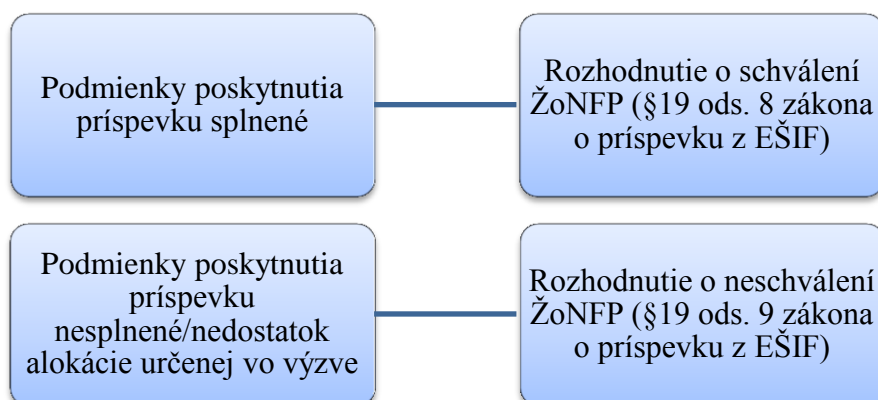 Podmienky poskytnutia
príspevku splnené
Rozhodnutie o schválení
ŽoNFP (§19 ods. 8 zákona
o príspevku z EŠIF)
Podmienky poskytnutia
príspevku
nesplnené/nedostatok
alokácie určenej vo výzve
Rozhodnutie o neschválení
ŽoNFP (§19 ods. 9 zákona
o príspevku z EŠIF)